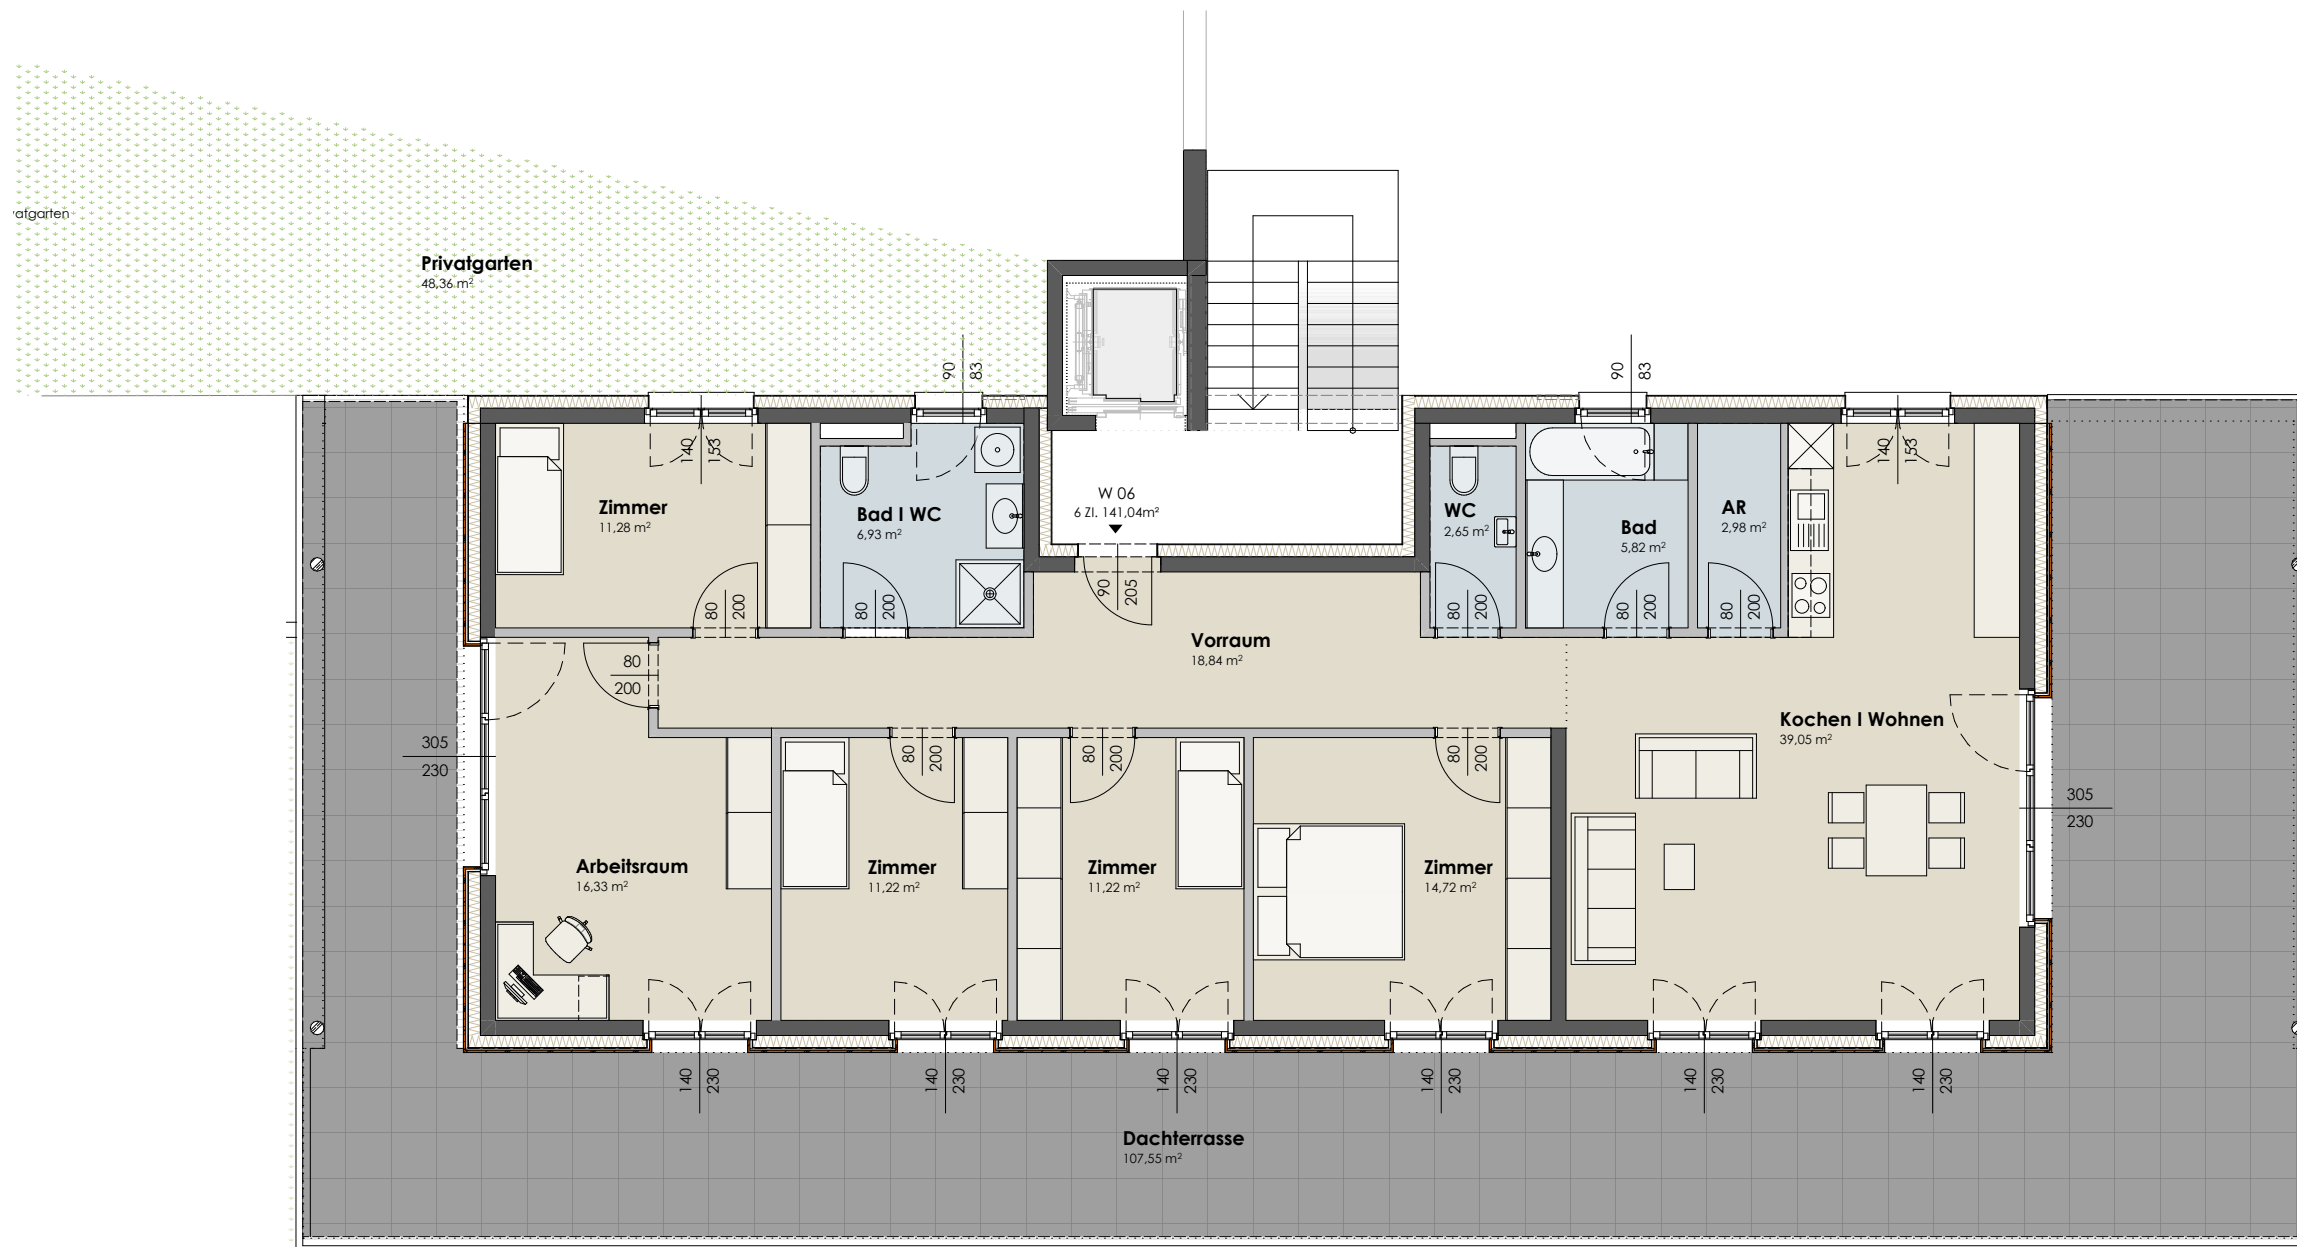 Privatgarten
48,36 m²
90
83
90
83
140
153
140
153
W 06
6 Zi. 141,04m²
Zimmer
11,28 m²
Bad I WC
6,93 m²
WC
2,65 m²
Bad
5,82 m²
AR
2,98 m²
80
200
80
200
90
205
80
200
80
200
80
200
Vorraum
18,84 m²
80
200
305
230
80
200
80
200
80
200
Kochen I Wohnen
39,05 m²
305
230
Arbeitsraum
16,33 m²
Zimmer
11,22 m²
Zimmer
11,22 m²
Zimmer
14,72 m²
140
230
140
230
140
230
140
230
140
230
140
230
Dachterrasse
107,55 m²